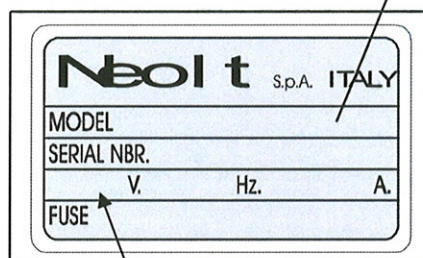 Neolt S.p.A. ITALY
MODEL
SERIAL NBR.
V. Hz. A.
FUSE